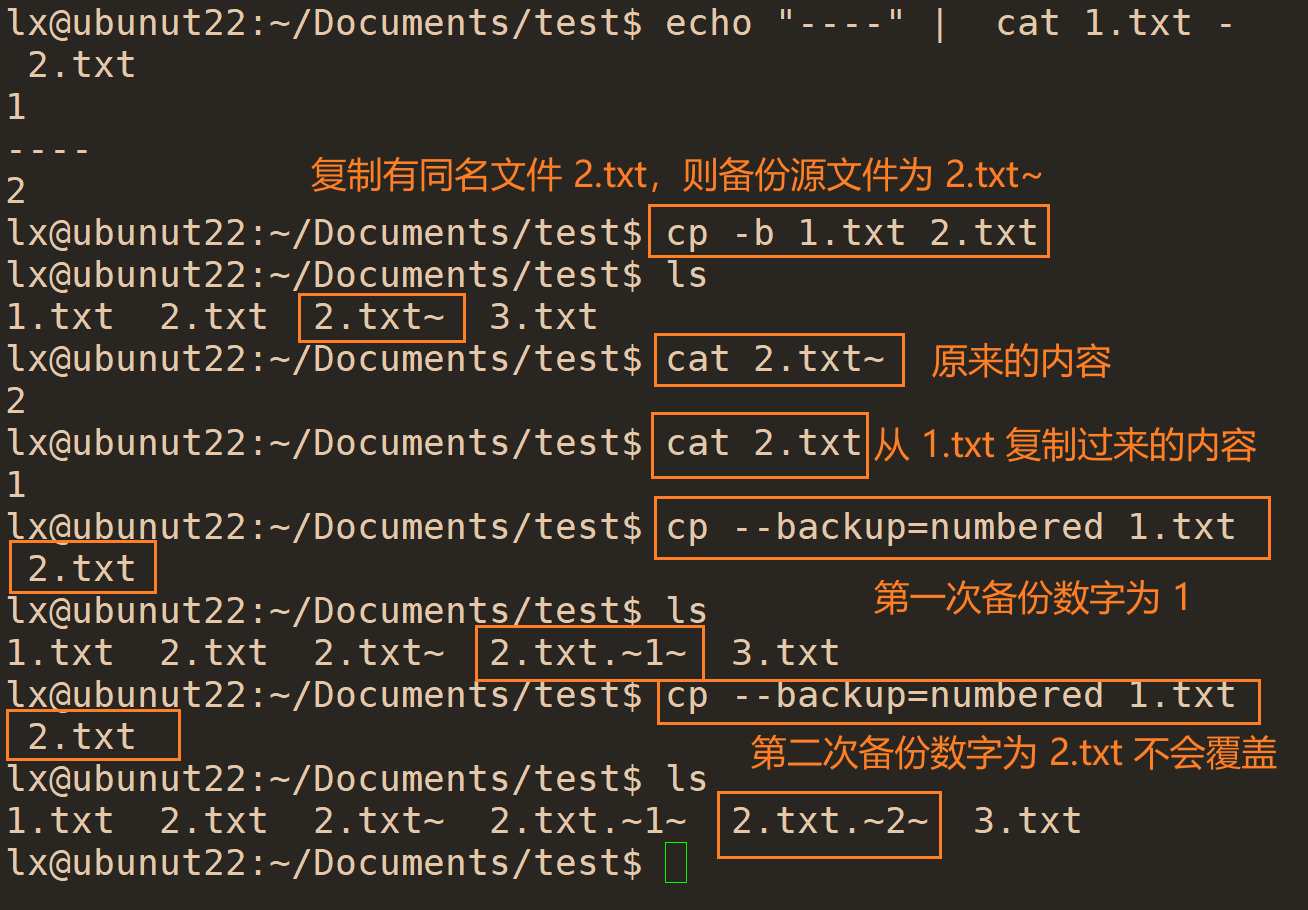 lx@ubunut22:~/Documents/test$ echo "----" |  cat 1.txt -
 2.txt
1
----
复制有同名文件 2.txt，则备份源文件为 2.txt~
2
lx@ubunut22:~/Documents/test$ cp -b 1.txt 2.txt
lx@ubunut22:~/Documents/test$ ls
1.txt  2.txt  2.txt~  3.txt
lx@ubunut22:~/Documents/test$ cat 2.txt~ 原来的内容
2
lx@ubunut22:~/Documents/test$ cat 2.txt 从 1.txt 复制过来的内容
1
lx@ubunut22:~/Documents/test$ cp --backup=numbered 1.txt
 2.txt
第一次备份数字为 1
lx@ubunut22:~/Documents/test$ ls
1.txt  2.txt  2.txt~  2.txt.~1~  3.txt
lx@ubunut22:~/Documents/test$ cp --backup=numbered 1.txt
 2.txt
第二次备份数字为 2.txt 不会覆盖
lx@ubunut22:~/Documents/test$ ls
1.txt  2.txt  2.txt~  2.txt.~1~  2.txt.~2~  3.txt
lx@ubunut22:~/Documents/test$